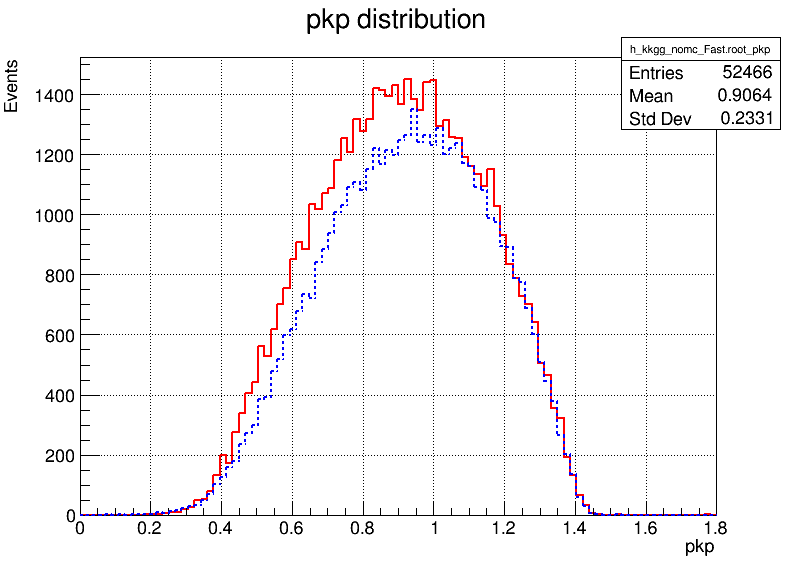 pkp distribution
h_kkgg_nomc_Fast.root_pkp
Entries 52466
Mean 0.9064
Std Dev 0.2331
Events
1400
1200
1000
800
600
400
200
0
0 0.2 0.4 0.6 0.8 1 1.2 1.4 1.6 1.8
pkp